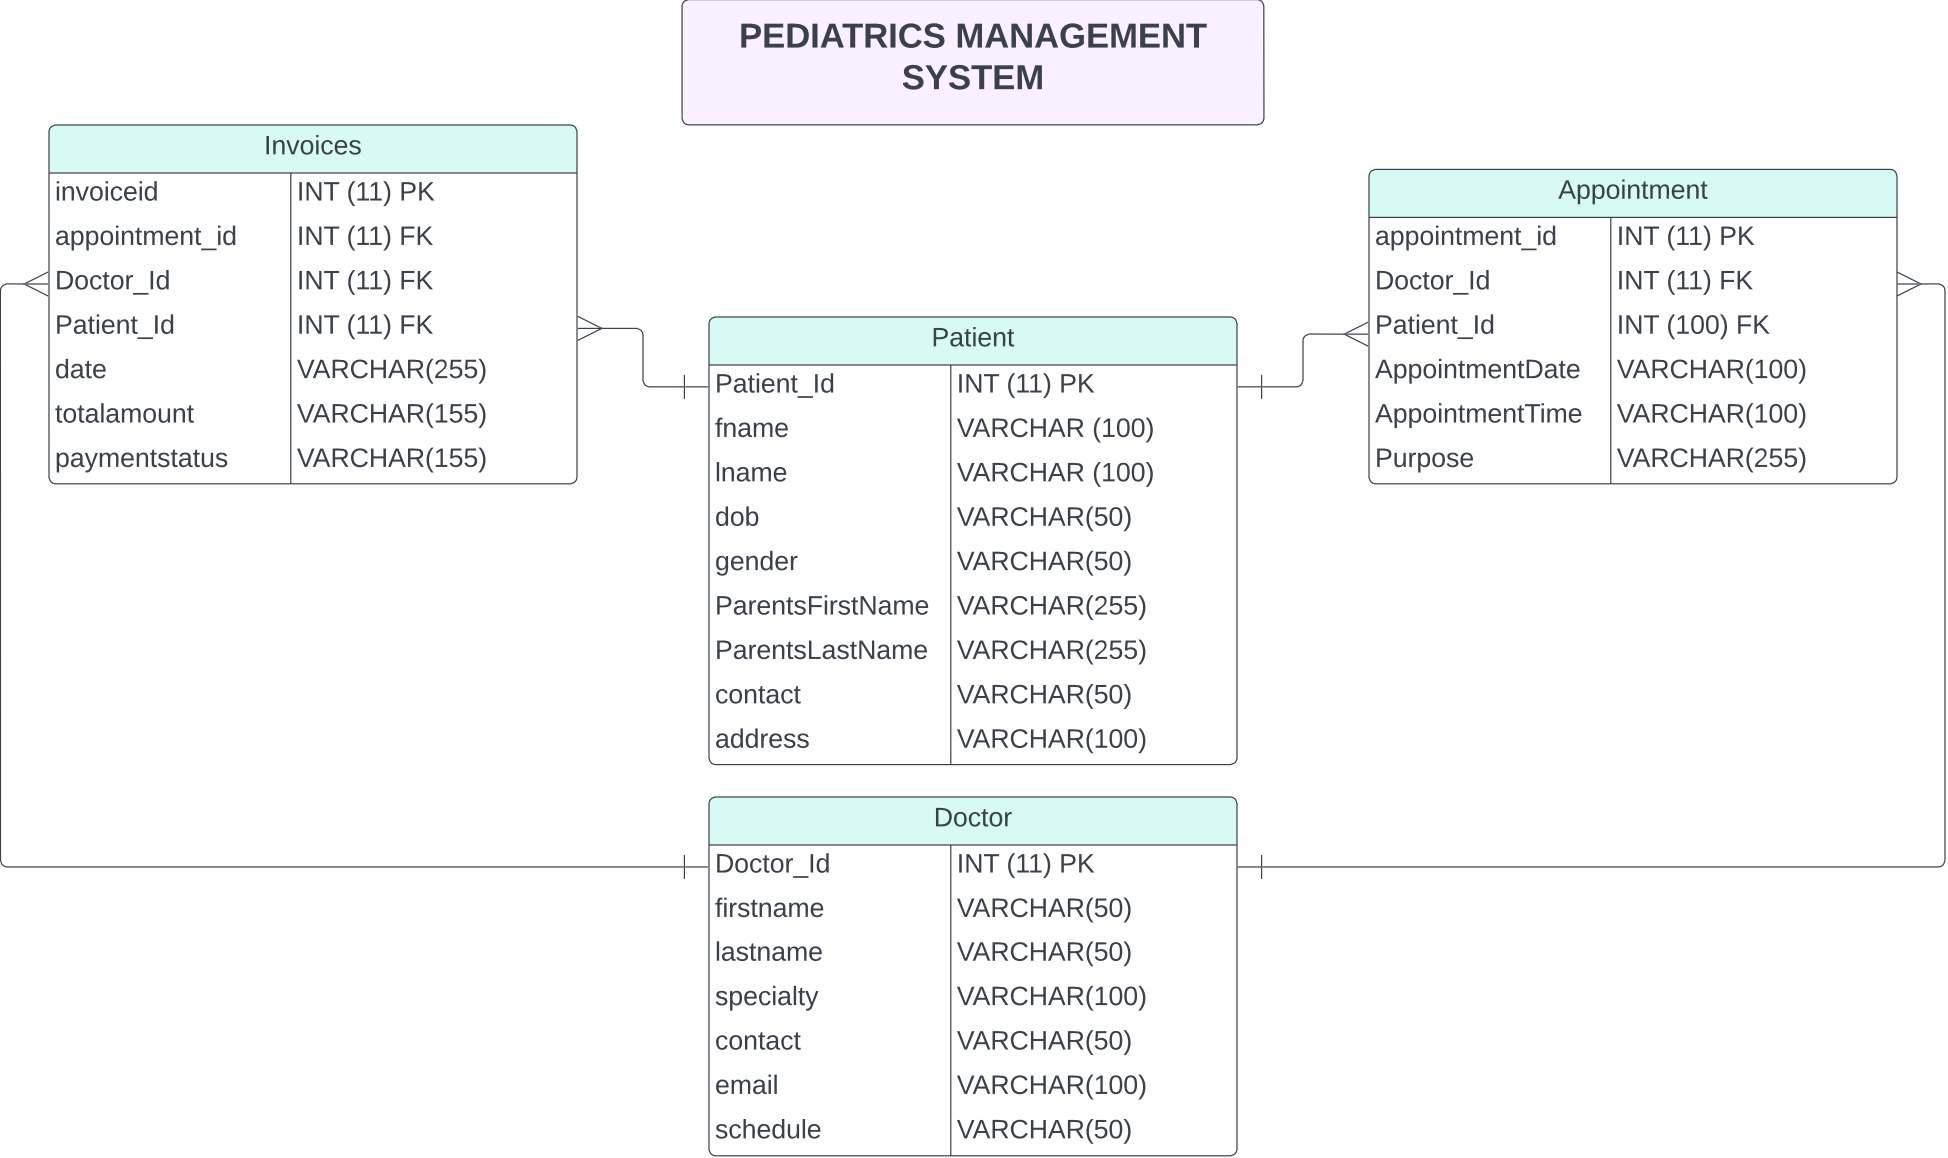 PEDIATRICS MANAGEMENT
SYSTEM
Invoices
invoiceid INT (11) PK
appointment_id INT (11) FK
Doctor_Id INT (11) FK
Patient_Id INT (11) FK
date VARCHAR(255)
totalamount VARCHAR(155)
paymentstatus VARCHAR(155)
Appointment
appointment_id INT (11) PK
Doctor_Id INT (11) FK
Patient_Id INT (100) FK
AppointmentDate VARCHAR(100)
AppointmentTime VARCHAR(100)
Purpose VARCHAR(255)
Patient
Patient_Id INT (11) PK
fname VARCHAR (100)
lname VARCHAR (100)
dob VARCHAR(50)
gender VARCHAR(50)
ParentsFirstName VARCHAR(255)
ParentsLastName VARCHAR(255)
contact VARCHAR(50)
address VARCHAR(100)
Doctor
Doctor_Id INT (11) PK
firstname VARCHAR(50)
lastname VARCHAR(50)
specialty VARCHAR(100)
contact VARCHAR(50)
email VARCHAR(100)
schedule VARCHAR(50)